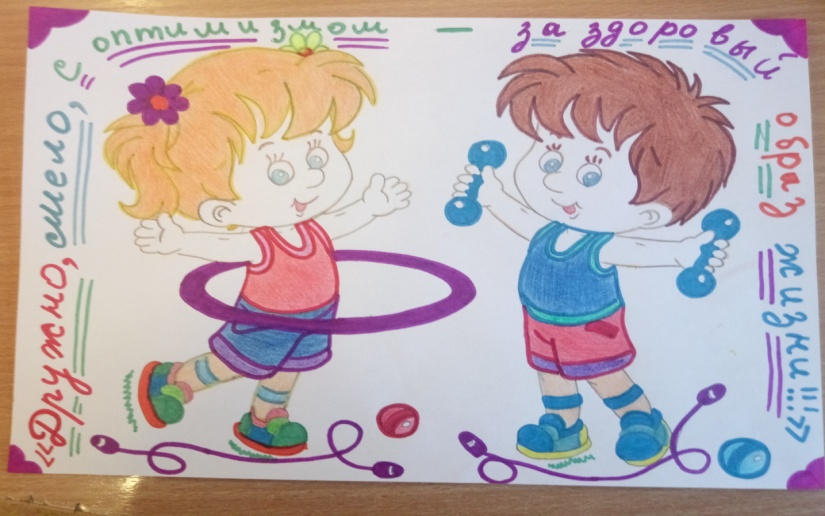 «Дружно, смело, с
оптимизмом — за здоровый
образ жизни!!!»